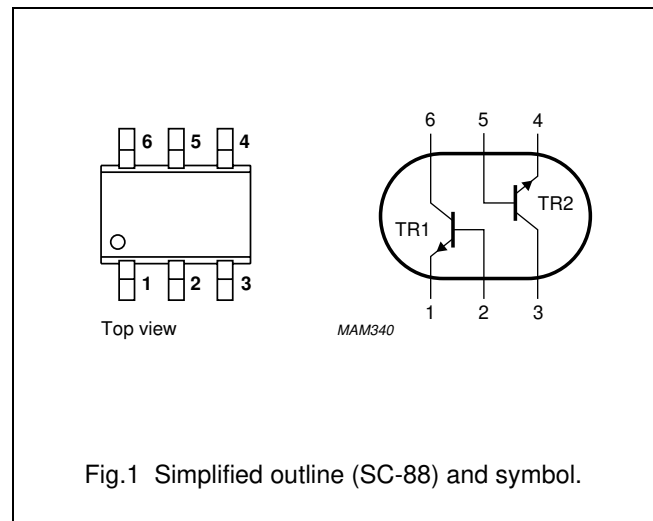 6 5 4
1 2 3
Top view
6 5 4
TR1 TR2
1 2 3
MAM340
Fig.1 Simplified outline (SC-88) and symbol.